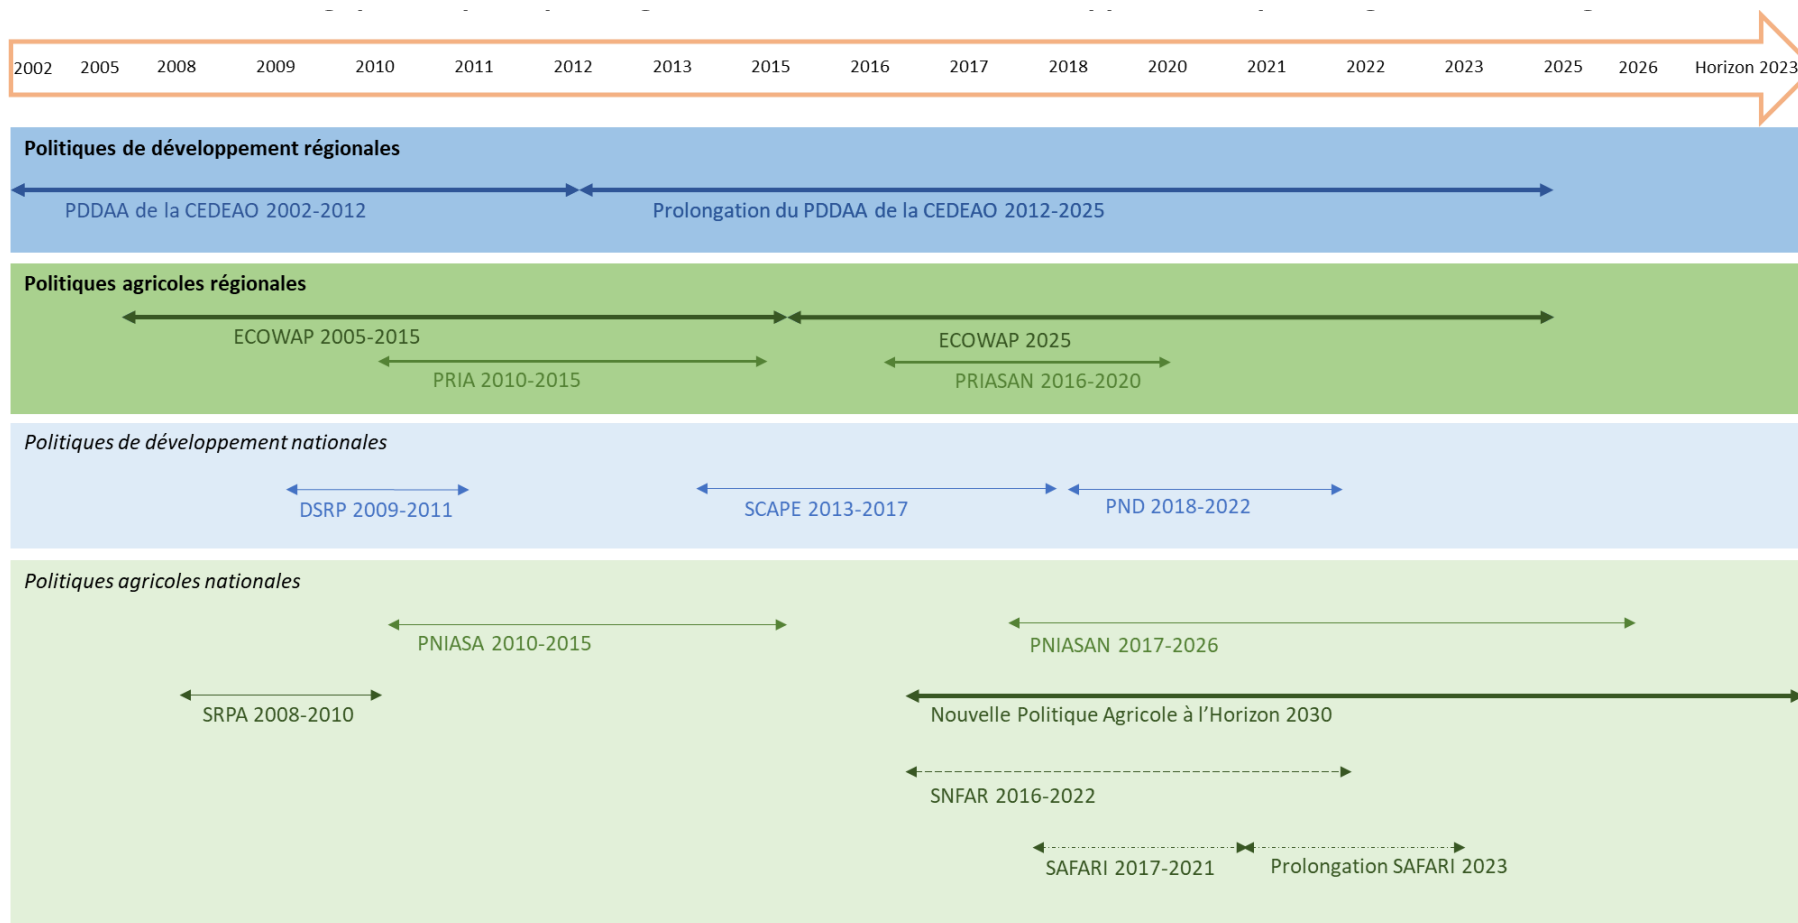 2002 2005 2008 2009 2010 2011 2012 2013 2015 2016 2017 2018 2020 2021 2022 2023 2025 2026 Horizon 2023
Politiques de développement régionales
PDDAA de la CEDEAO 2002-2012 Prolongation du PDDAA de la CEDEAO 2012-2025
Politiques agricoles régionales
ECOWAP 2005-2015 ECOWAP 2025
PRIA 2010-2015 PRIASAN 2016-2020
Politiques de développement nationales
DSRP 2009-2011 SCAPE 2013-2017 PND 2018-2022
Politiques agricoles nationales
PNIASA 2010-2015 PNIASAN 2017-2026
SRPA 2008-2010 Nouvelle Politique Agricole à l’Horizon 2030
SNFAR 2016-2022
SAFARI 2017-2021 Prolongation SAFARI 2023